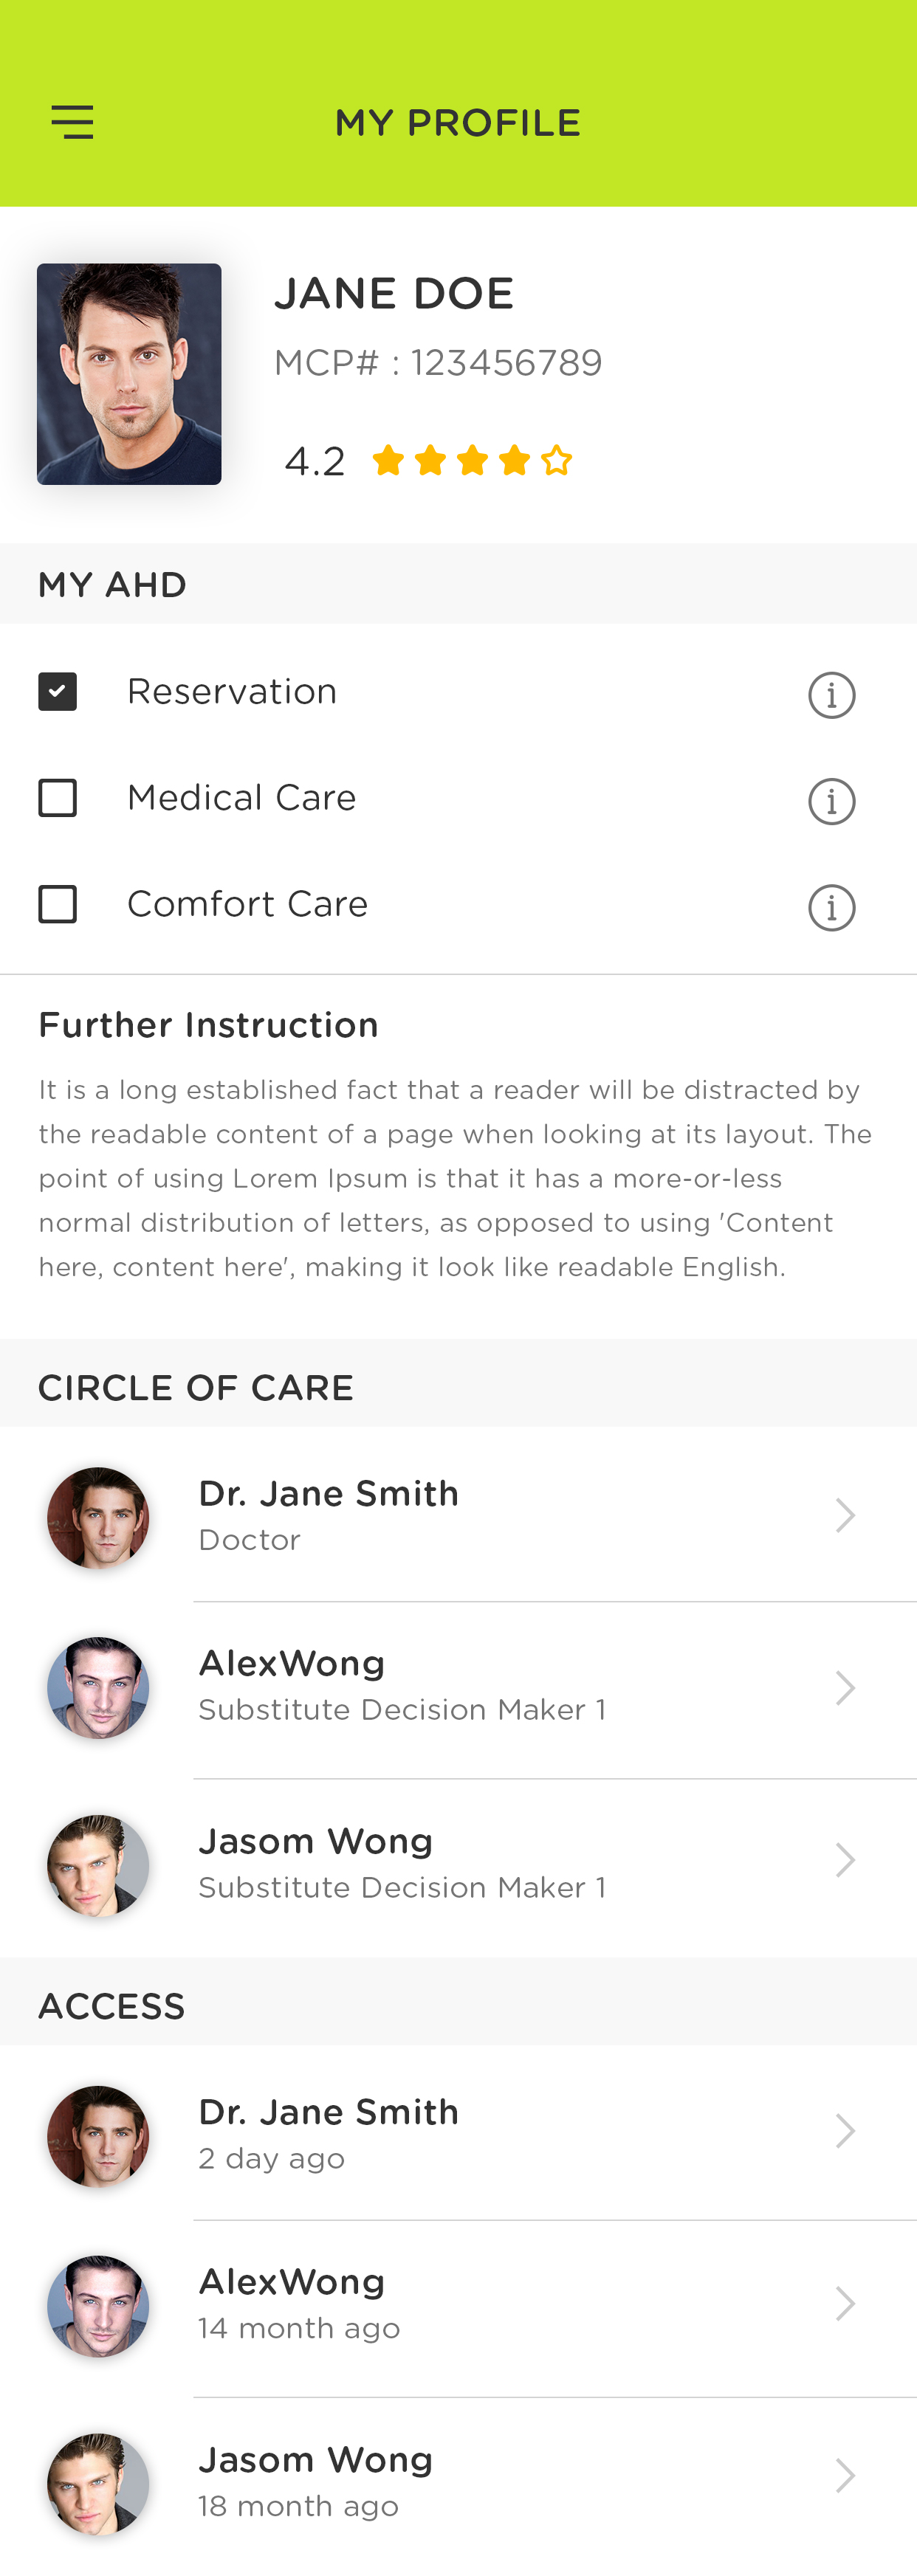 MY PROFILE
JANE DOE
MCP# : 123456789
4.2
MY AHD
Reservation
Medical Care
Comfort Care
Further Instruction
It is a long established fact that a reader will be distracted by
the readable content of a page when looking at its layout. The
point of using Lorem Ipsum is that it has a more-or-less
normal distribution of letters, as opposed to using 'Content
here, content here', making it look like readable English.
CIRCLE OF CARE
Dr. Jane Smith
Doctor
AlexWong
Substitute Decision Maker 1
Jasom Wong
Substitute Decision Maker 1
ACCESS
Dr. Jane Smith
2 day ago
AlexWong
14 month ago
Jasom Wong
18 month ago